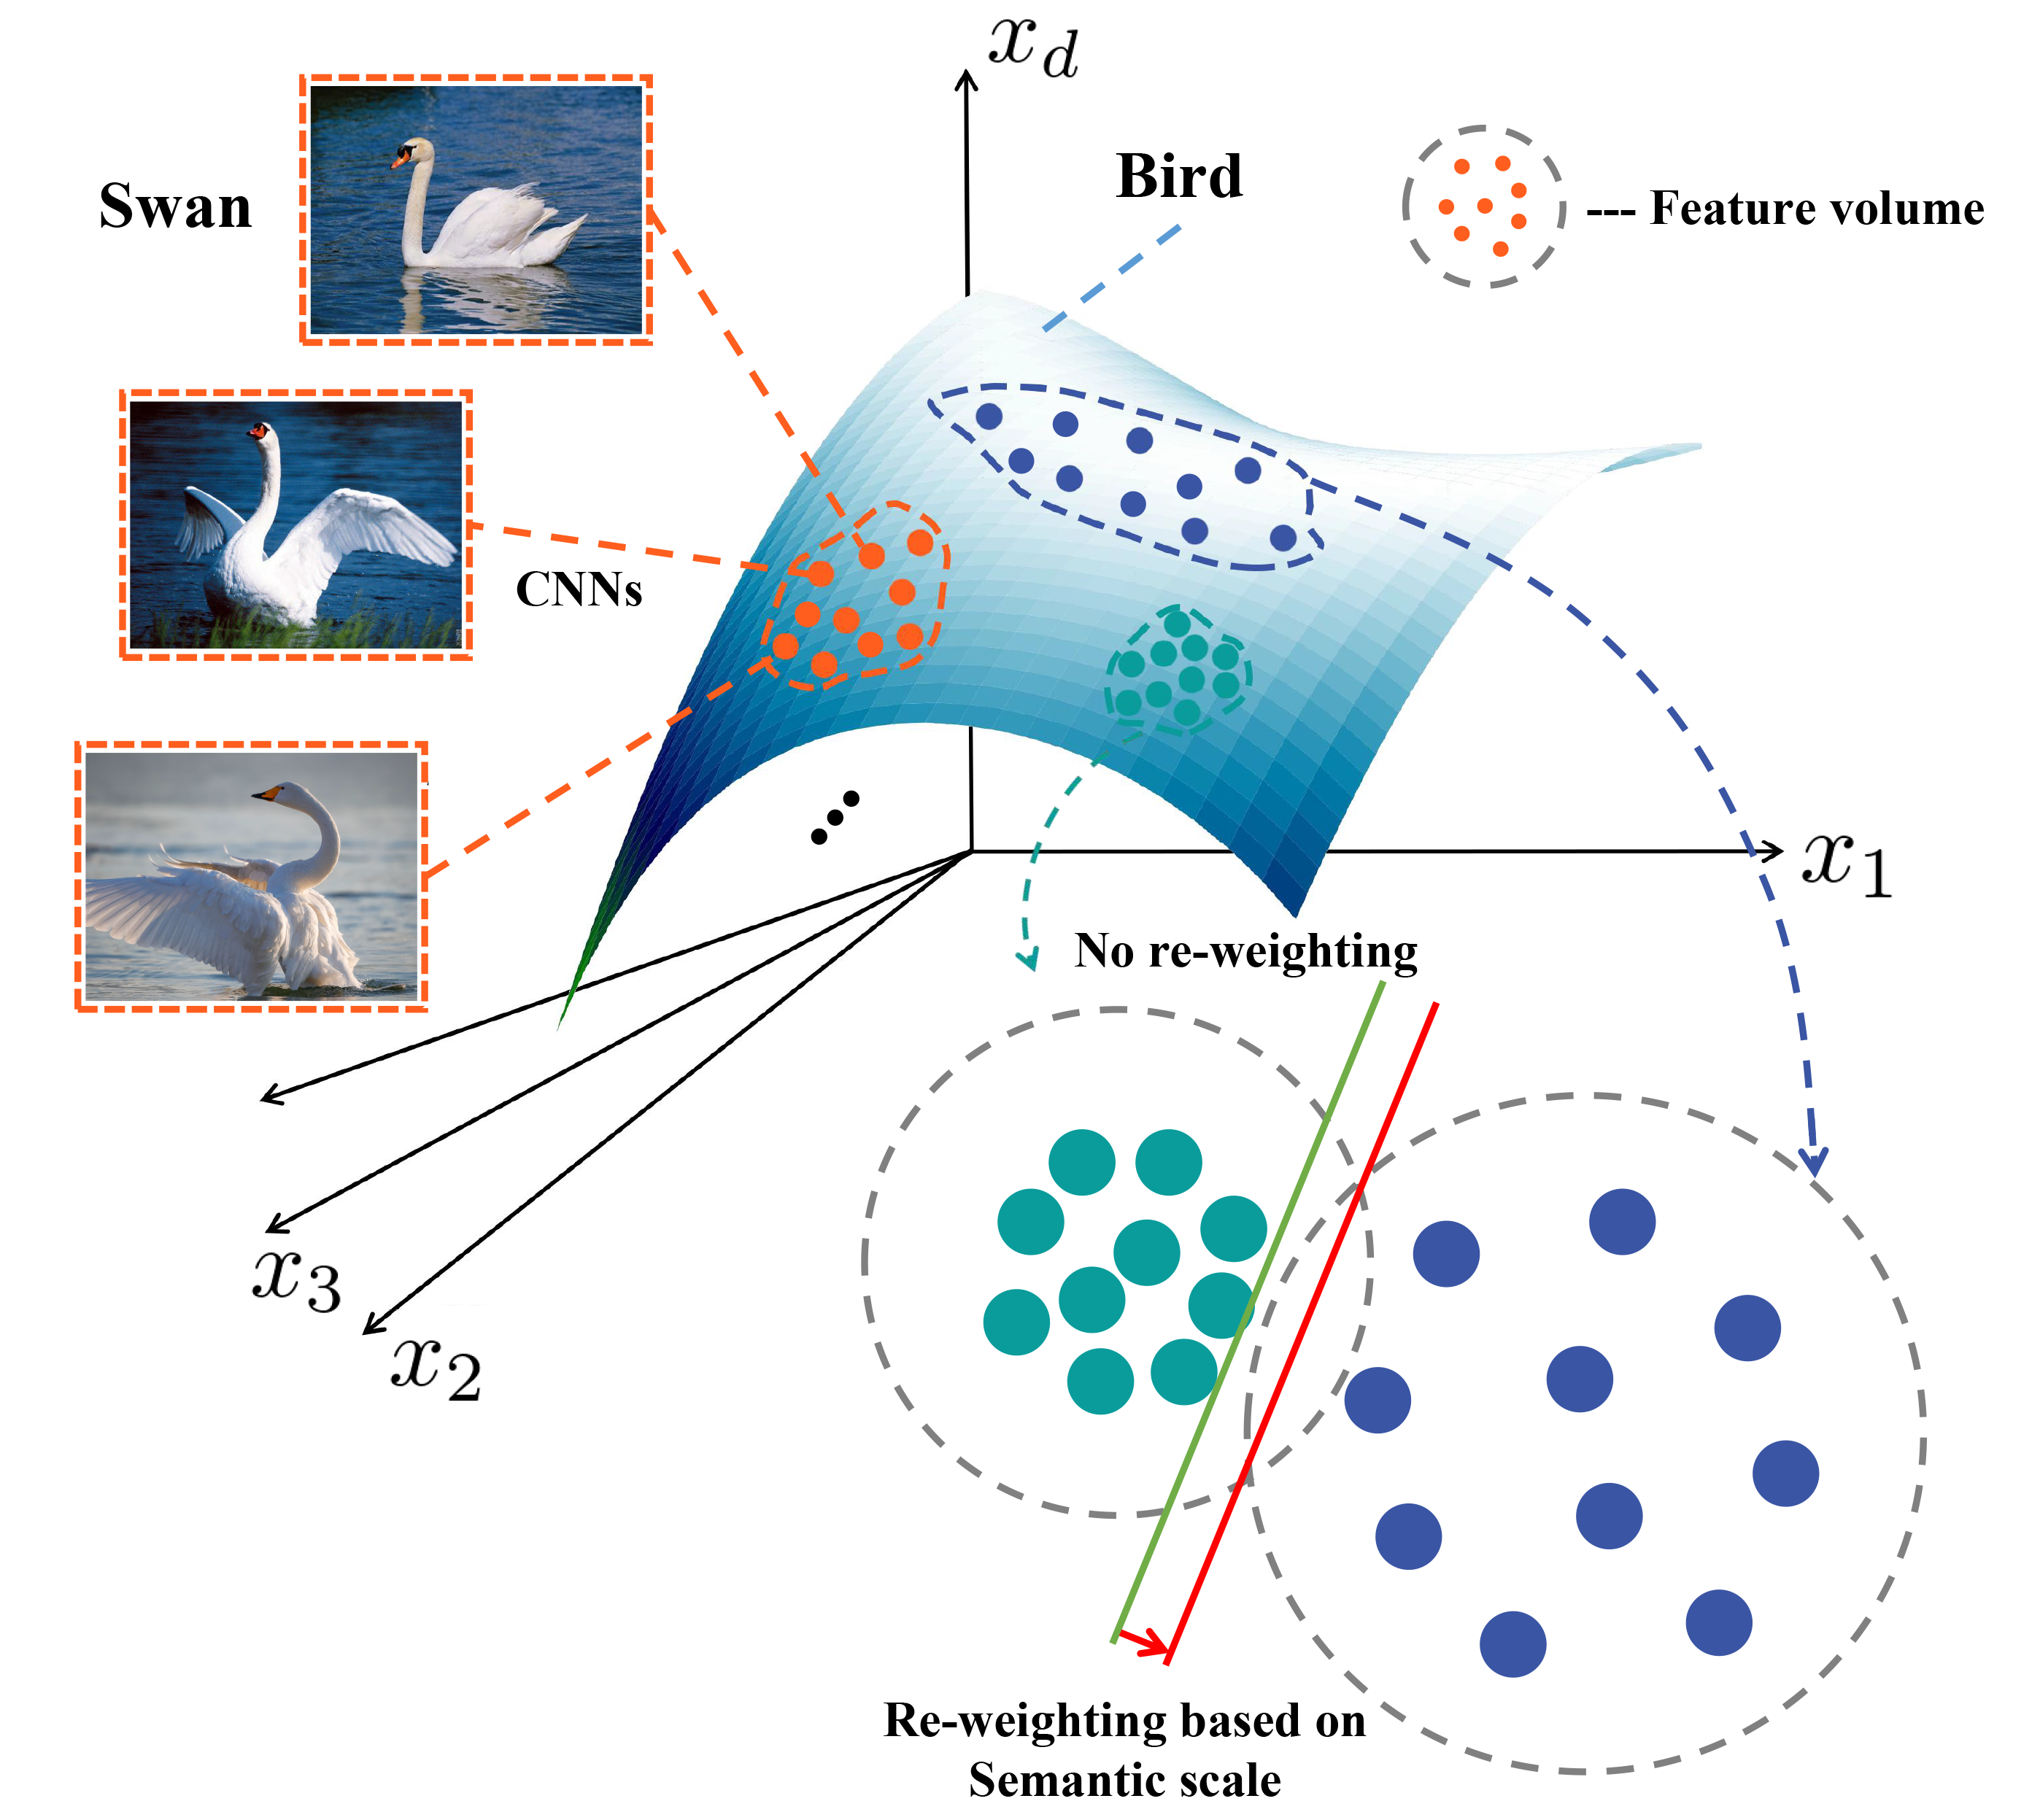 x_d
Bird
Swan
--- Feature volume
CNNs
x_1
No re-weighting
x_3
x_2
Re-weighting based on
Semantic scale